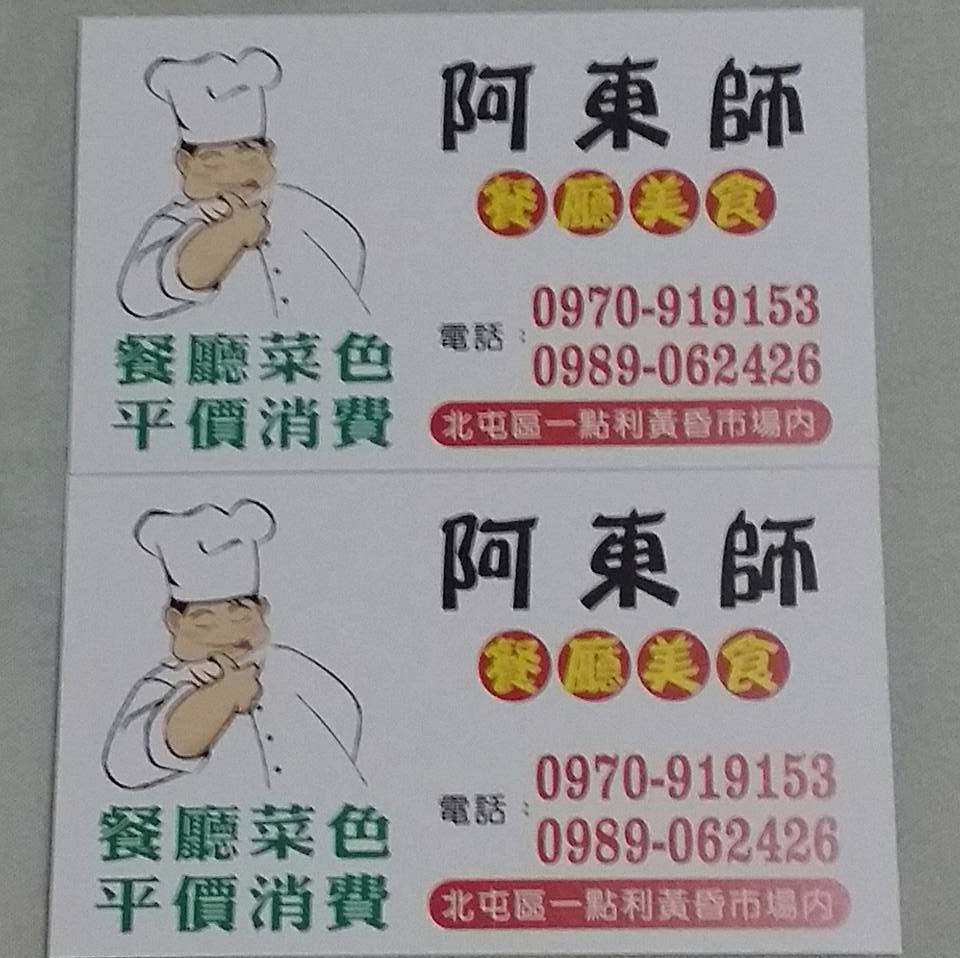 阿東師
餐廳美食
電話：
0970-919153
0989-062426
北屯區一點利黃昏市場內
餐廳菜色
平價消費
阿東師
餐廳美食
電話：
0970-919153
0989-062426
北屯區一點利黃昏市場內
餐廳菜色
平價消費